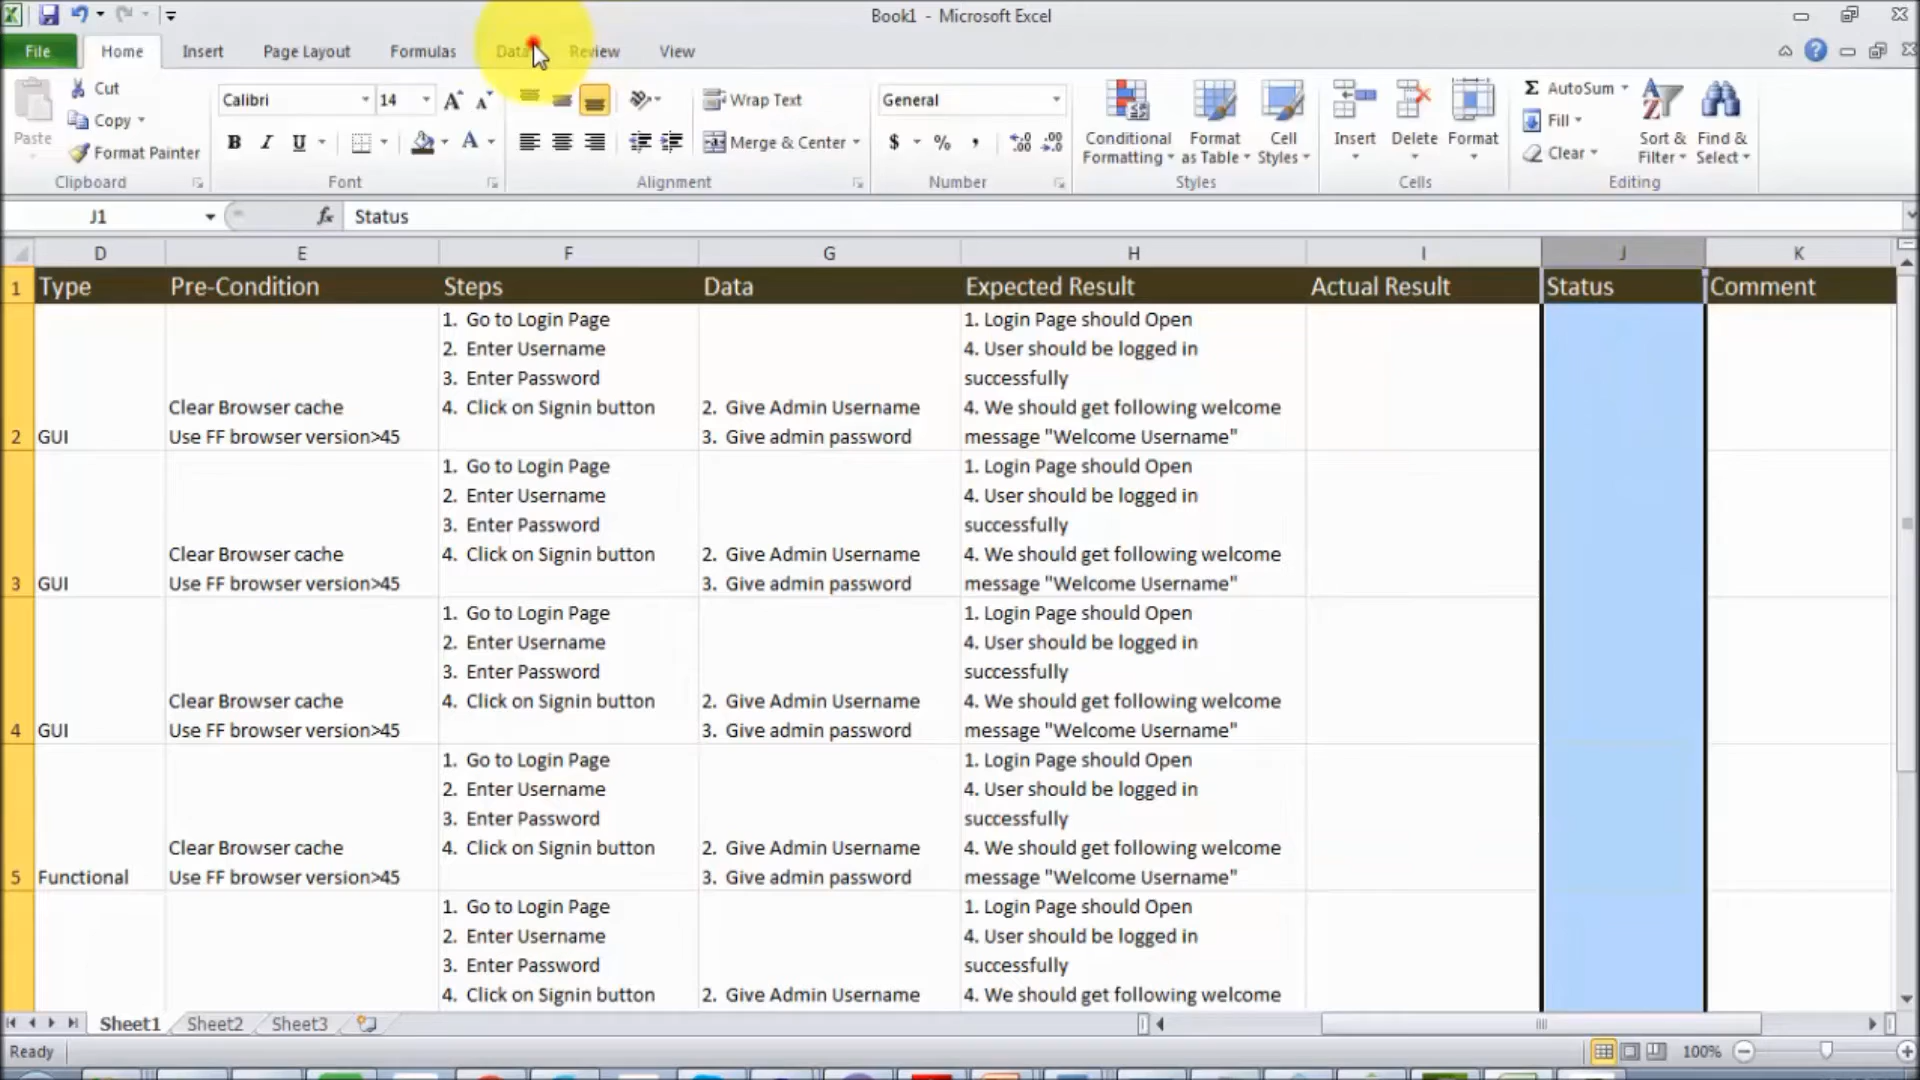 Book1 - Microsoft Excel
File Home Insert Page Layout Formulas Data Review View
Paste
Cut
Copy
Format Painter
Clipboard
Calibri 14
B I U
Font
Wrap Text
Merge & Center
Alignment
General
$ % ,
Number
Conditional Formatting
Format as Table
Cell Styles
Styles
Insert Delete Format
Cells
Σ AutoSum
Fill
Clear
Sort & Filter
Find & Select
Editing
J1 fx Status
D E F G H I J K
1 Type Pre-Condition Steps Data Expected Result Actual Result Status Comment
1. Go to Login Page 1. Login Page should Open
2. Enter Username 4. User should be logged in
3. Enter Password successfully
Clear Browser cache 4. Click on Signin button 2. Give Admin Username 4. We should get following welcome
2 GUI Use FF browser version>45 3. Give admin password message "Welcome Username"
1. Go to Login Page 1. Login Page should Open
2. Enter Username 4. User should be logged in
3. Enter Password successfully
Clear Browser cache 4. Click on Signin button 2. Give Admin Username 4. We should get following welcome
3 GUI Use FF browser version>45 3. Give admin password message "Welcome Username"
1. Go to Login Page 1. Login Page should Open
2. Enter Username 4. User should be logged in
3. Enter Password successfully
Clear Browser cache 4. Click on Signin button 2. Give Admin Username 4. We should get following welcome
4 GUI Use FF browser version>45 3. Give admin password message "Welcome Username"
1. Go to Login Page 1. Login Page should Open
2. Enter Username 4. User should be logged in
3. Enter Password successfully
Clear Browser cache 4. Click on Signin button 2. Give Admin Username 4. We should get following welcome
5 Functional Use FF browser version>45 3. Give admin password message "Welcome Username"
1. Go to Login Page 1. Login Page should Open
2. Enter Username 4. User should be logged in
3. Enter Password successfully
4. Click on Signin button 2. Give Admin Username 4. We should get following welcome
Sheet1 Sheet2 Sheet3
Ready 100%